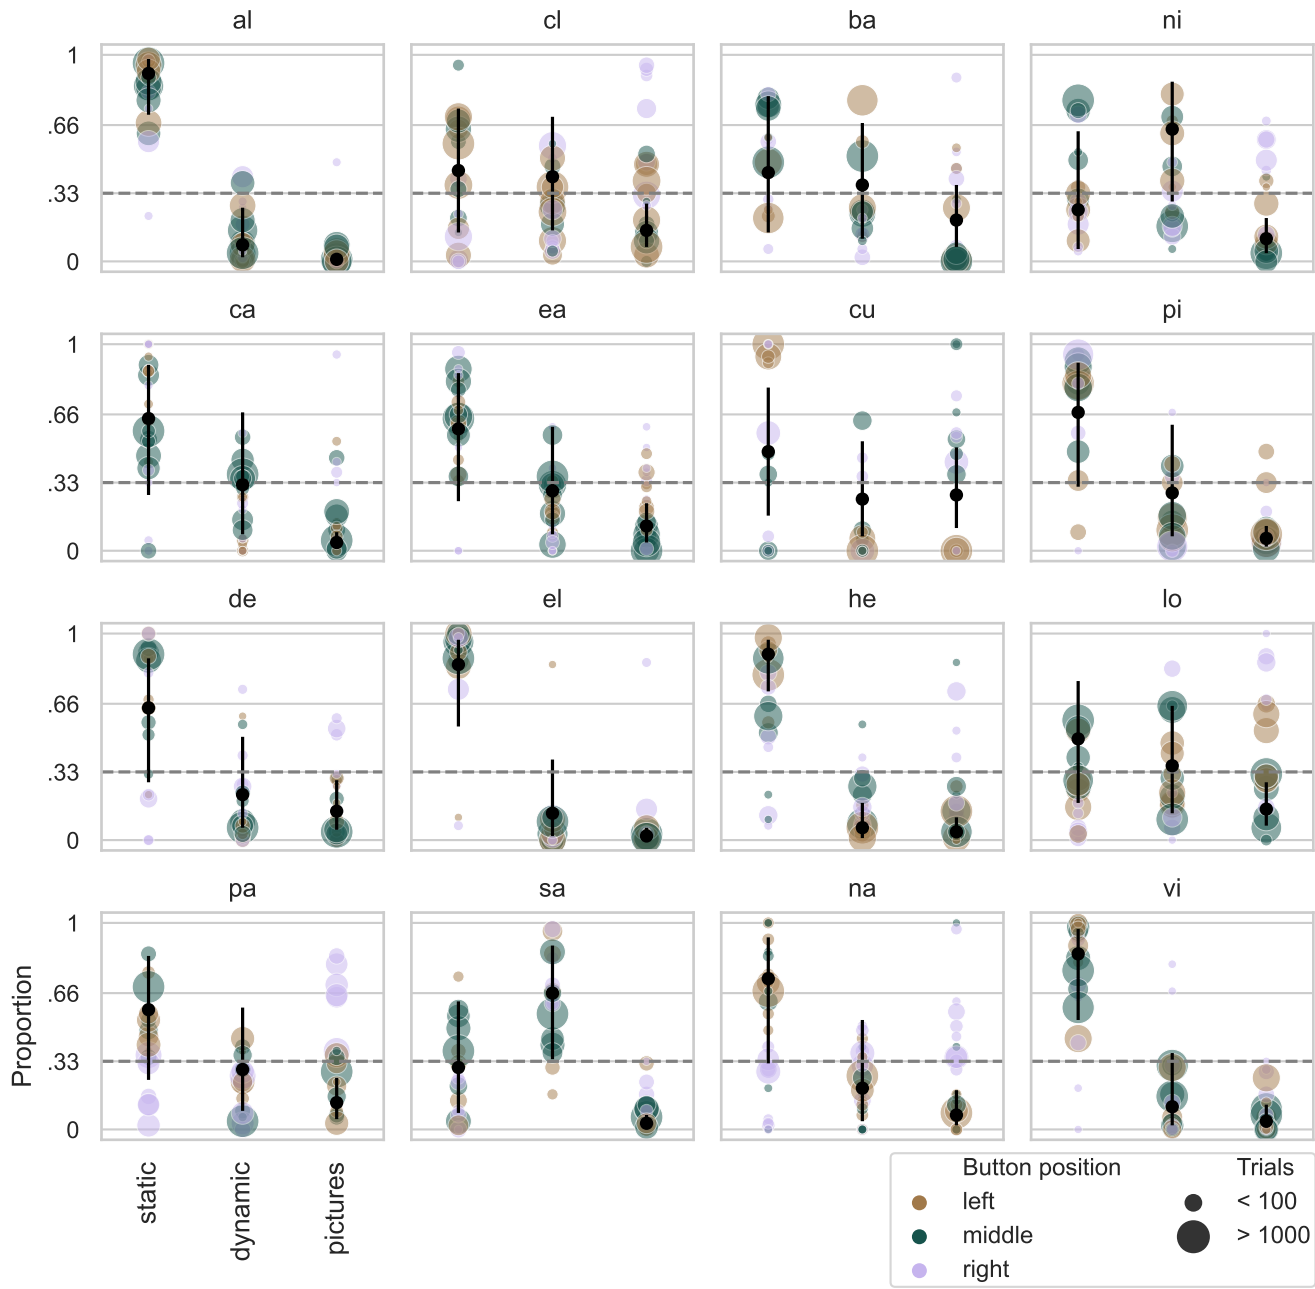 al cl ba ni
1
.66
.33
0
ca ea cu pi
1
.66
.33
0
de el he lo
1
.66
.33
0
pa sa na vi
1
.66
.33
0
Proportion
static dynamic pictures
Button position Trials
left < 100
middle > 1000
right